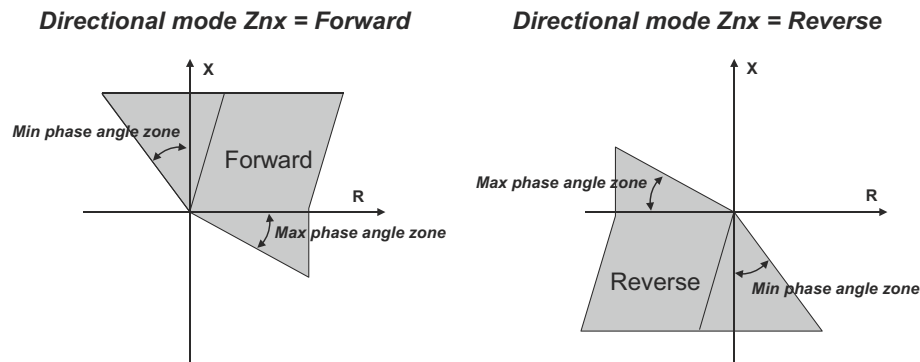 Directional mode Znx = Forward
X
Min phase angle zone
Forward
R
Max phase angle zone
Directional mode Znx = Reverse
X
Max phase angle zone
R
Reverse
Min phase angle zone